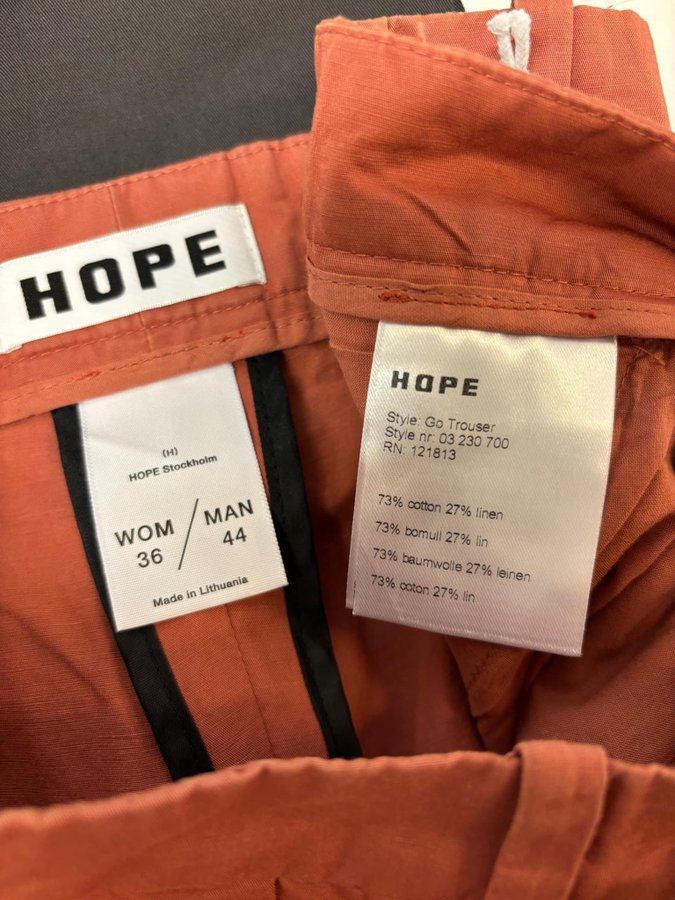 HOPE
(H)
HOPE Stockholm
WOM / MAN
36 44
Made in Lithuania
HOPE
Style: Go Trouser
Style nr: 03 230 700
RN: 121813
73% cotton 27% linen
73% bomull 27% lin
73% baumwolle 27% leinen
73% coton 27% lin